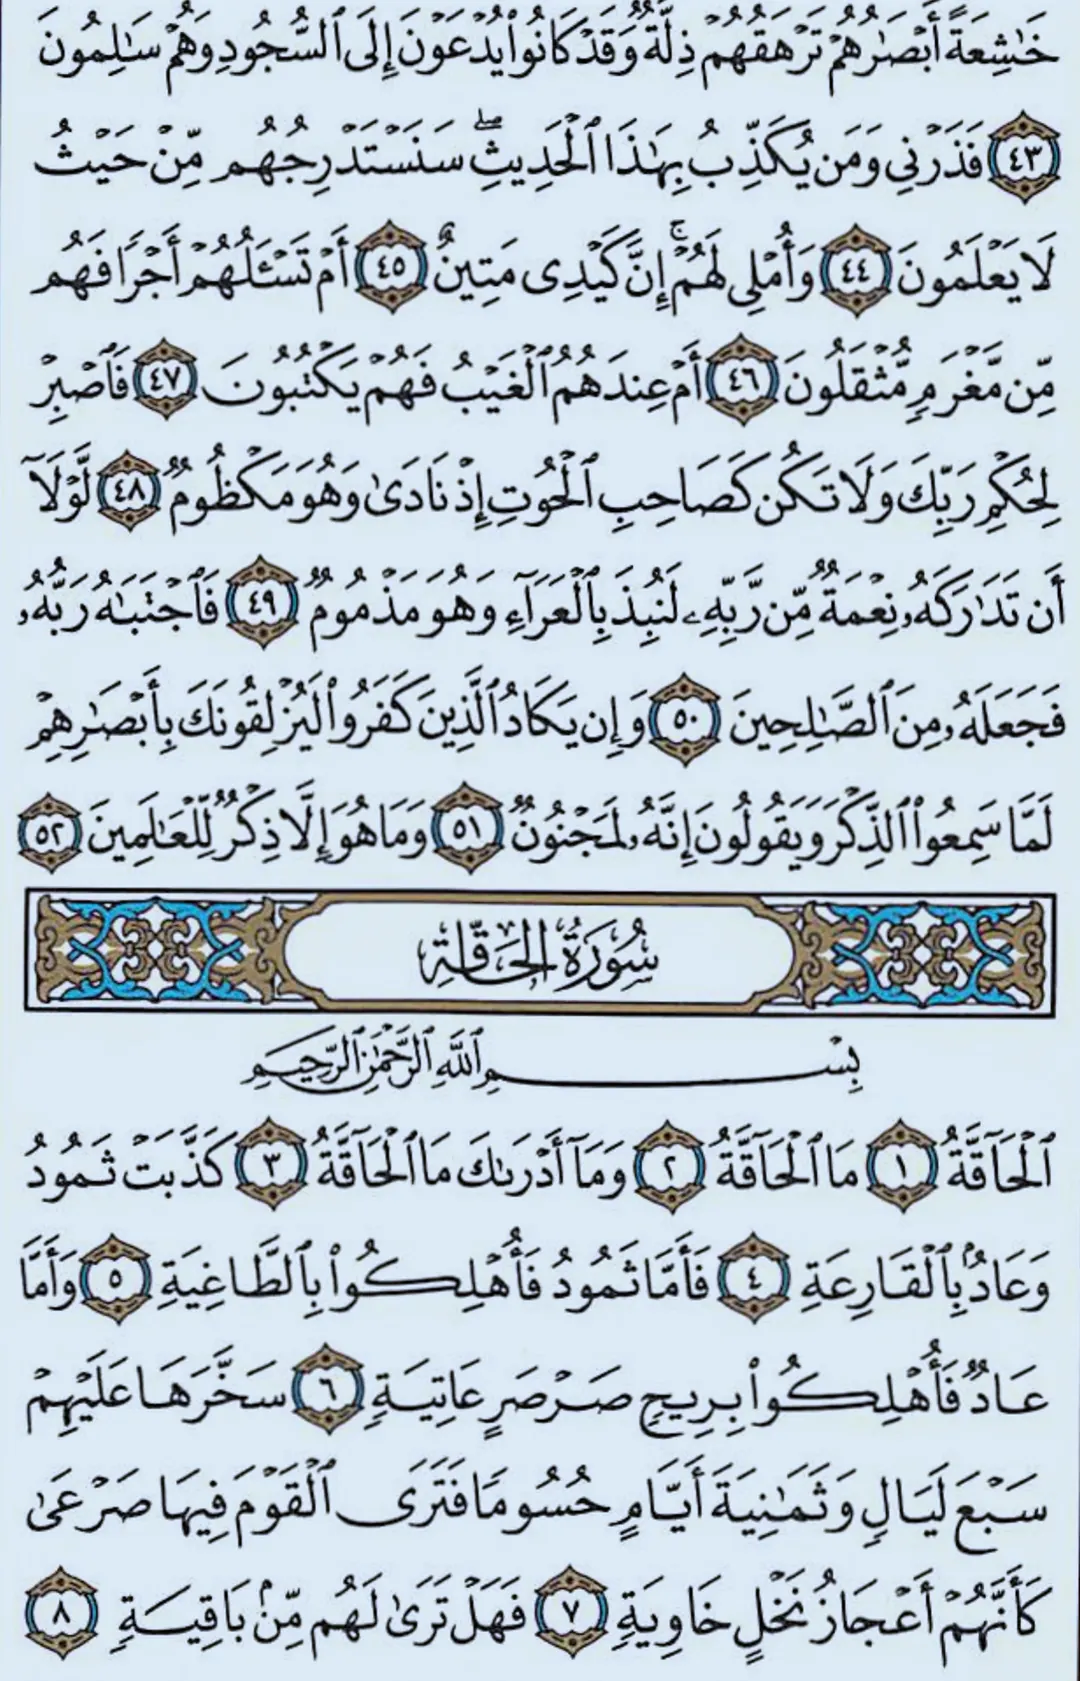 خَٰشِعَةً أَبْصَٰرُهُمْ تَرْهَقُهُمْ ذِلَّةٌ وَقَدْ كَانُوا۟ يُدْعَوْنَ إِلَى ٱلسُّجُودِ وَهُمْ سَٰلِمُونَ
٤٣ فَذَرْنِى وَمَن يُكَذِّبُ بِهَٰذَا ٱلْحَدِيثِۖ سَنَسْتَدْرِجُهُم مِّنْ حَيْثُ
لَا يَعْلَمُونَ ٤٤ وَأُمْلِى لَهُمْۚ إِنَّ كَيْدِى مَتِينٌ ٤٥ أَمْ تَسْـَٔلُهُمْ أَجْرًا فَهُم
مِّن مَّغْرَمٍ مُّثْقَلُونَ ٤٦ أَمْ عِندَهُمُ ٱلْغَيْبُ فَهُمْ يَكْتُبُونَ ٤٧ فَٱصْبِرْ
لِحُكْمِ رَبِّكَ وَلَا تَكُن كَصَاحِبِ ٱلْحُوتِ إِذْ نَادَىٰ وَهُوَ مَكْظُومٌ ٤٨ لَّوْلَآ
أَن تَدَٰرَكَهُۥ نِعْمَةٌ مِّن رَّبِّهِۦ لَنُبِذَ بِٱلْعَرَآءِ وَهُوَ مَذْمُومٌ ٤٩ فَٱجْتَبَٰهُ رَبُّهُۥ
فَجَعَلَهُۥ مِنَ ٱلصَّٰلِحِينَ ٥٠ وَإِن يَكَادُ ٱلَّذِينَ كَفَرُوا۟ لَيُزْلِقُونَكَ بِأَبْصَٰرِهِمْ
لَمَّا سَمِعُوا۟ ٱلذِّكْرَ وَيَقُولُونَ إِنَّهُۥ لَمَجْنُونٌ ٥١ وَمَا هُوَ إِلَّا ذِكْرٌ لِّلْعَٰلَمِينَ ٥٢
سُورَةُ الحَاقَّةِ
بِسْمِ ٱللَّهِ ٱلرَّحْمَٰنِ ٱلرَّحِيمِ
ٱلْحَآقَّةُ ١ مَا ٱلْحَآقَّةُ ٢ وَمَآ أَدْرَىٰكَ مَا ٱلْحَآقَّةُ ٣ كَذَّبَتْ ثَمُودُ
وَعَادٌۢ بِٱلْقَارِعَةِ ٤ فَأَمَّا ثَمُودُ فَأُهْلِكُوا۟ بِٱلطَّاغِيَةِ ٥ وَأَمَّا
عَادٌ فَأُهْلِكُوا۟ بِرِيحٍ صَرْصَرٍ عَاتِيَةٍ ٦ سَخَّرَهَا عَلَيْهِمْ
سَبْعَ لَيَالٍ وَثَمَٰنِيَةَ أَيَّامٍ حُسُومًا فَتَرَى ٱلْقَوْمَ فِيهَا صَرْعَىٰ
كَأَنَّهُمْ أَعْجَازُ نَخْلٍ خَاوِيَةٍ ٧ فَهَلْ تَرَىٰ لَهُم مِّنۢ بَاقِيَةٍ ٨